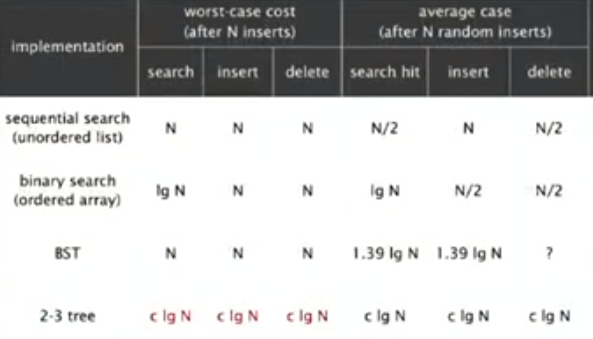 worst-case cost
(after N inserts)
average case
(after N random inserts)
implementation
search insert delete search hit insert delete
sequential search
(unordered list)
N N N N/2 N N/2
binary search
(ordered array)
lg N N N lg N N/2 N/2
BST N N N 1.39 lg N 1.39 lg N ?
2-3 tree c lg N c lg N c lg N c lg N c lg N c lg N